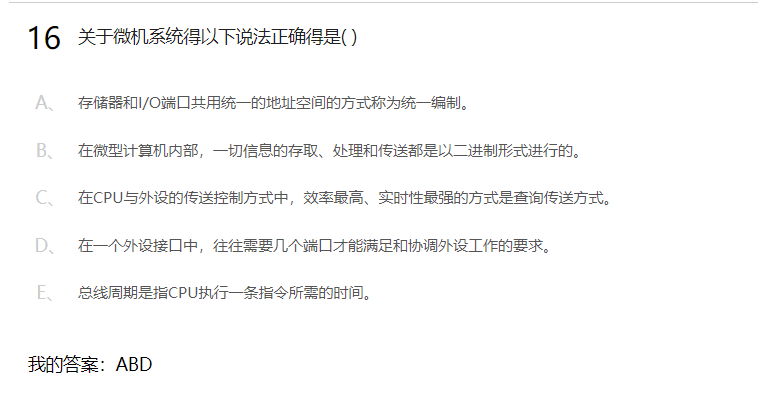 16 关于微机系统得以下说法正确得是( )
A、 存储器和I/O端口共用统一的地址空间的方式称为统一编制。
B、 在微型计算机内部，一切信息的存取、处理和传送都是以二进制形式进行的。
C、 在CPU与外设的传送控制方式中，效率最高、实时性最强的方式是查询传送方式。
D、 在一个外设接口中，往往需要几个端口才能满足和协调外设工作的要求。
E、 总线周期是指CPU执行一条指令所需的时间。
我的答案：ABD